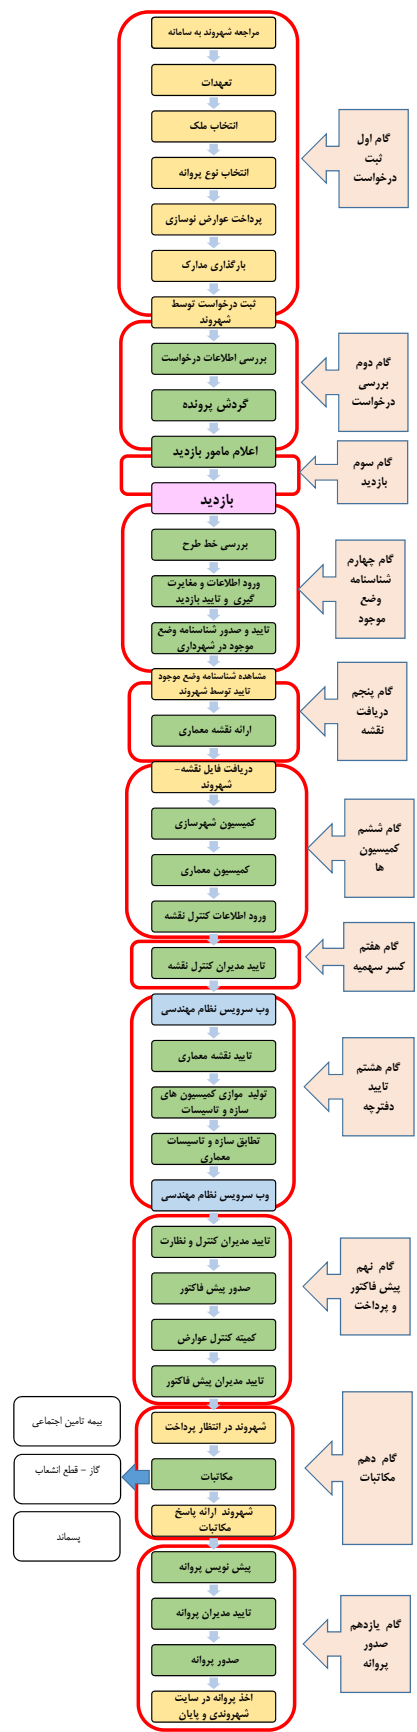 مراجعه شهروند به سامانه
تعهدات
انتخاب ملک
انتخاب نوع پروانه
پرداخت عوارض نوسازی
بارگذاری مدارک
ثبت درخواست توسط
شهروند
گام اول
ثبت
درخواست
بررسی اطلاعات درخواست
گردش پرونده
اعلام مامور بازدید
گام دوم
بررسی
درخواست
بازدید
گام سوم
بازدید
بررسی خط طرح
ورود اطلاعات و مغایرت
گیری و تایید بازدید
تایید و صدور شناسنامه وضع
موجود در شهرداری
گام چهارم
شناسنامه
وضع
موجود
مشاهده شناسنامه وضع موجود
تایید توسط شهروند
ارائه نقشه معماری
گام پنجم
دریافت
نقشه
دریافت فایل نقشه–
شهروند
کمیسیون شهرسازی
کمیسیون معماری
ورود اطلاعات کنترل نقشه
گام ششم
کمیسیون
ها
تایید مدیران کنترل نقشه
گام هفتم
کسر سهمیه
وب سرویس نظام مهندسی
تایید نقشه معماری
تولید موازی کمیسیون های
سازه و تاسیسات
تطابق سازه و تاسیسات
معماری
وب سرویس نظام مهندسی
گام هشتم
تایید
دفترچه
تایید مدیران کنترل و نظارت
صدور پیش فاکتور
کمیته کنترل عوارض
تایید مدیران پیش فاکتور
گام نهم
پیش فاکتور
و پرداخت
شهروند در انتظار پرداخت
مکاتبات
شهروند ارائه پاسخ
مکاتبات
گام دهم
مکاتبات
بیمه تامین اجتماعی
گاز – قطع انشعاب
پسماند
پیش نویس پروانه
تایید مدیران پروانه
صدور پروانه
اخذ پروانه در سایت
شهروندی و پایان
گام یازدهم
صدور
پروانه